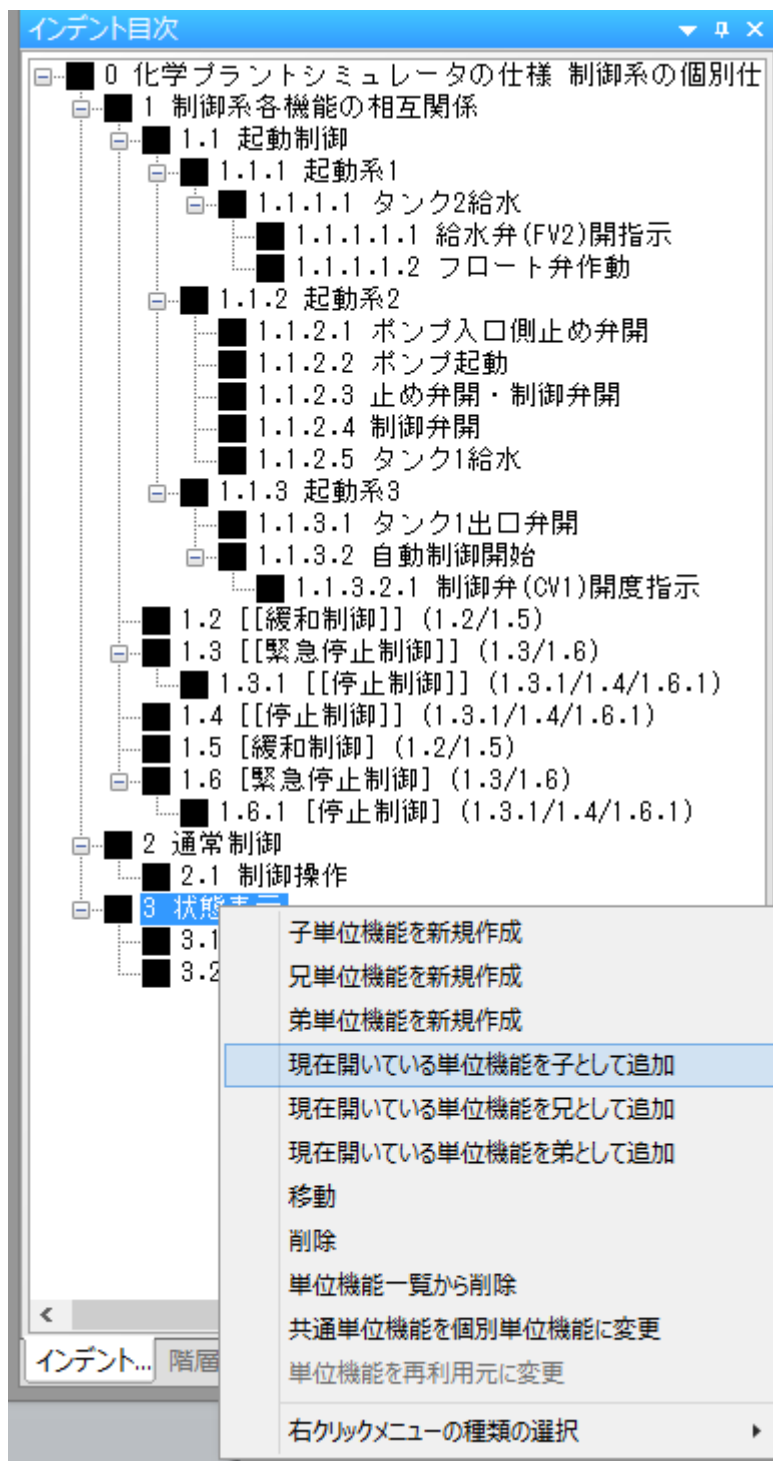 インデント目次
0 化学プラントシミュレータの仕様 制御系の個別仕
1 制御系各機能の相互関係
1.1 起動制御
1.1.1 起動系1
1.1.1.1 タンク2給水
1.1.1.1.1 給水弁(FV2)開指示
1.1.1.1.2 フロート弁作動
1.1.2 起動系2
1.1.2.1 ポンプ入口側止め弁開
1.1.2.2 ポンプ起動
1.1.2.3 止め弁開・制御弁開
1.1.2.4 制御弁開
1.1.2.5 タンク1給水
1.1.3 起動系3
1.1.3.1 タンク1出口弁開
1.1.3.2 自動制御開始
1.1.3.2.1 制御弁(CV1)開度指示
1.2 [[緩和制御]] (1.2/1.5)
1.3 [[緊急停止制御]] (1.3/1.6)
1.3.1 [[停止制御]] (1.3.1/1.4/1.6.1)
1.4 [[停止制御]] (1.3.1/1.4/1.6.1)
1.5 [緩和制御] (1.2/1.5)
1.6 [緊急停止制御] (1.3/1.6)
1.6.1 [停止制御] (1.3.1/1.4/1.6.1)
2 通常制御
2.1 制御操作
3 状態表示
3.1
3.2
子単位機能を新規作成
兄単位機能を新規作成
弟単位機能を新規作成
現在開いている単位機能を子として追加
現在開いている単位機能を兄として追加
現在開いている単位機能を弟として追加
移動
削除
単位機能一覧から削除
共通単位機能を個別単位機能に変更
単位機能を再利用元に変更
右クリックメニューの種類の選択
インデント... 階層